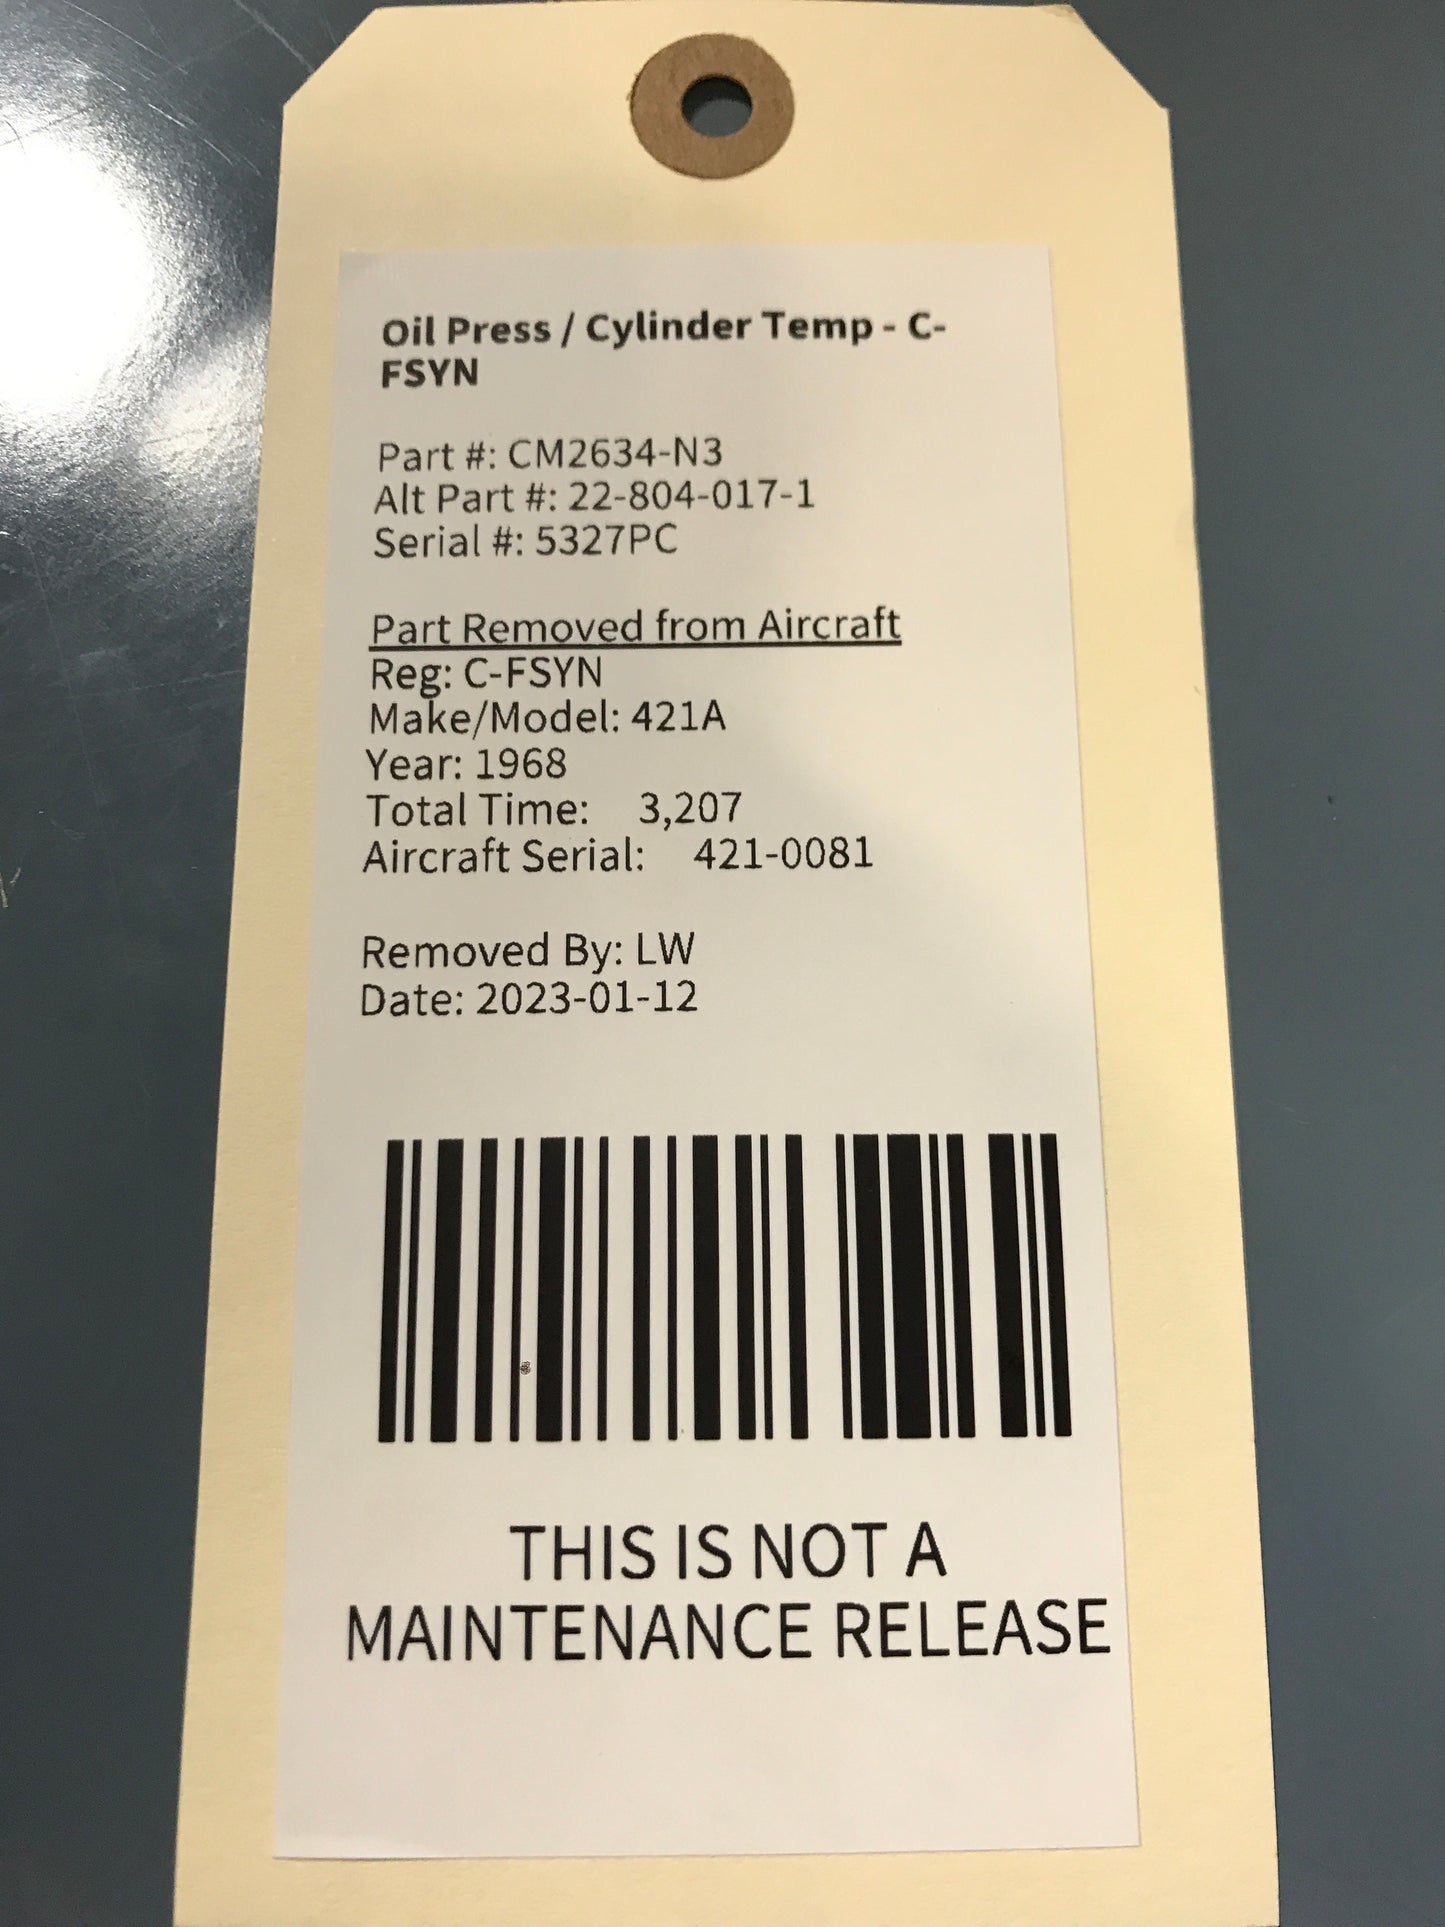 Oil Press / Cylinder Temp - C-
FSYN
Part #: CM2634-N3
Alt Part #: 22-804-017-1
Serial #: 5327PC
Part Removed from Aircraft
Reg: C-FSYN
Make/Model: 421A
Year: 1968
Total Time: 3,207
Aircraft Serial: 421-0081
Removed By: LW
Date: 2023-01-12
THIS IS NOT A
MAINTENANCE RELEASE